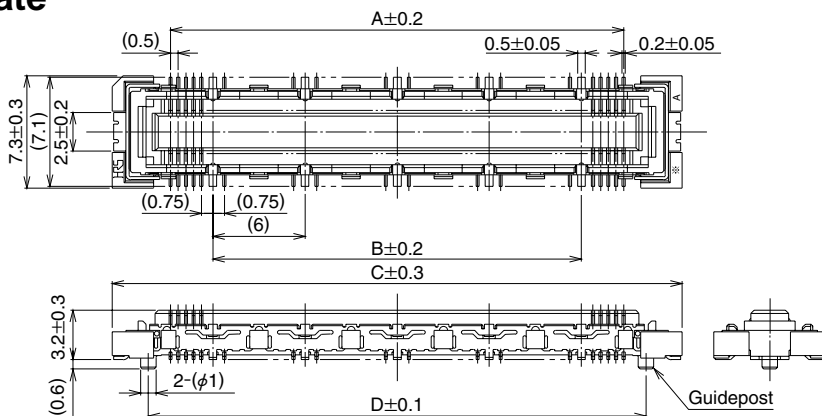 ate
A±0.2
(0.5)
0.5±0.05
0.2±0.05
7.3±0.3
(7.1)
2.5±0.2
A
※
(0.75)
(0.75)
(6)
B±0.2
C±0.3
3.2±0.3
(0.6)
2-(φ1)
D±0.1
Guidepost